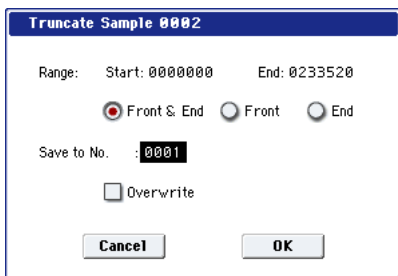 Truncate Sample 0002
Range: Start: 0000000 End: 0233520
Front & End Front End
Save to No. :0001
Overwrite
Cancel OK